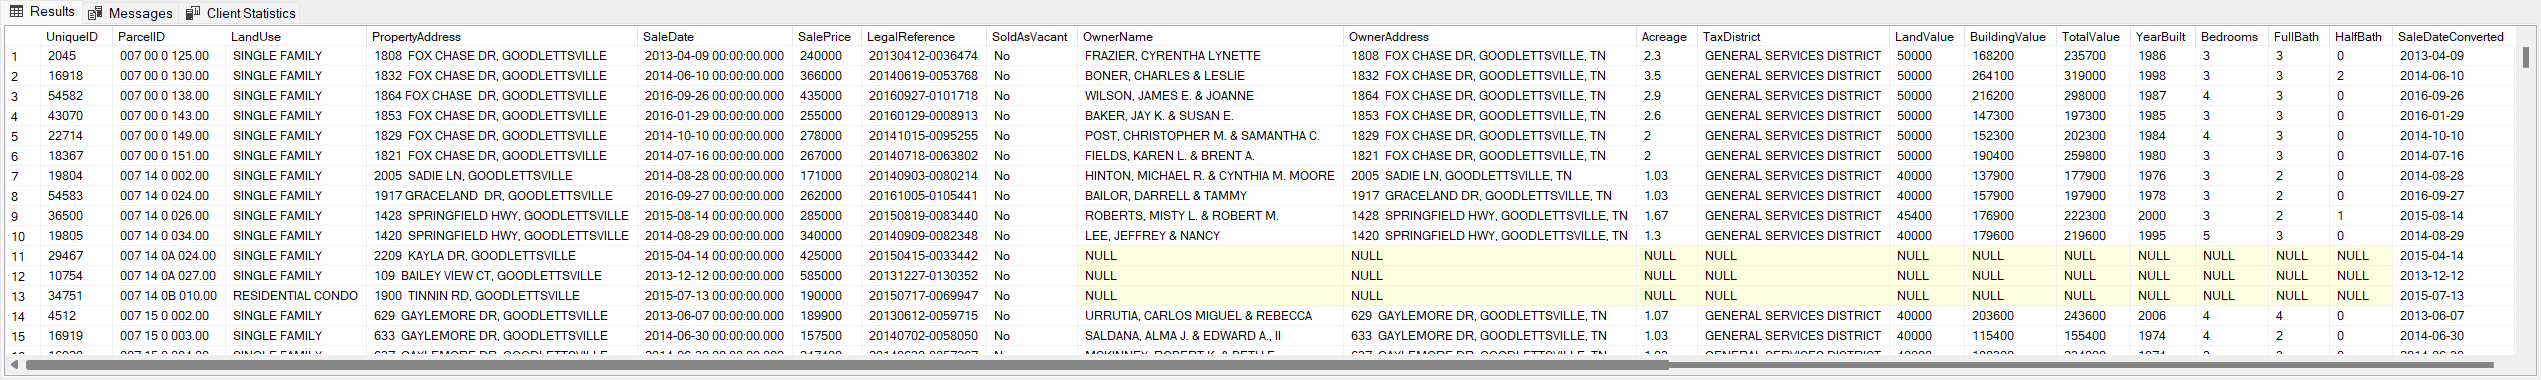 Results Messages Client Statistics
UniqueID ParcelID LandUse PropertyAddress SaleDate SalePrice LegalReference SoldAsVacant OwnerName OwnerAddress Acreage TaxDistrict LandValue BuildingValue TotalValue YearBuilt Bedrooms FullBath HalfBath SaleDateConverted
1 2045 007 00 0 125.00 SINGLE FAMILY 1808 FOX CHASE DR, GOODLETTSVILLE 2013-04-09 00:00:00.000 240000 20130412-0036474 No FRAZIER, CYRENTHA LYNETTE 1808 FOX CHASE DR, GOODLETTSVILLE, TN 2.3 GENERAL SERVICES DISTRICT 50000 168200 235700 1986 3 3 0 2013-04-09
2 16918 007 00 0 130.00 SINGLE FAMILY 1832 FOX CHASE DR, GOODLETTSVILLE 2014-06-10 00:00:00.000 366000 20140619-0053768 No BONER, CHARLES & LESLIE 1832 FOX CHASE DR, GOODLETTSVILLE, TN 3.5 GENERAL SERVICES DISTRICT 50000 264100 319000 1998 3 3 2 2014-06-10
3 54582 007 00 0 138.00 SINGLE FAMILY 1864 FOX CHASE DR, GOODLETTSVILLE 2016-09-26 00:00:00.000 435000 20160927-0101718 No WILSON, JAMES E. & JOANNE 1864 FOX CHASE DR, GOODLETTSVILLE, TN 2.9 GENERAL SERVICES DISTRICT 50000 216200 298000 1987 4 3 0 2016-09-26
4 43070 007 00 0 143.00 SINGLE FAMILY 1853 FOX CHASE DR, GOODLETTSVILLE 2016-01-29 00:00:00.000 255000 20160129-0008913 No BAKER, JAY K. & SUSAN E. 1853 FOX CHASE DR, GOODLETTSVILLE, TN 2.6 GENERAL SERVICES DISTRICT 50000 147300 197300 1985 3 3 0 2016-01-29
5 22714 007 00 0 149.00 SINGLE FAMILY 1829 FOX CHASE DR, GOODLETTSVILLE 2014-10-10 00:00:00.000 278000 20141015-0095255 No POST, CHRISTOPHER M. & SAMANTHA C. 1829 FOX CHASE DR, GOODLETTSVILLE, TN 2 GENERAL SERVICES DISTRICT 50000 152300 202300 1984 4 3 0 2014-10-10
6 18367 007 00 0 151.00 SINGLE FAMILY 1821 FOX CHASE DR, GOODLETTSVILLE 2014-07-16 00:00:00.000 267000 20140718-0063802 No FIELDS, KAREN L. & BRENT A. 1821 FOX CHASE DR, GOODLETTSVILLE, TN 2 GENERAL SERVICES DISTRICT 50000 190400 259800 1980 3 3 0 2014-07-16
7 19804 007 14 0 002.00 SINGLE FAMILY 2005 SADIE LN, GOODLETTSVILLE 2014-08-28 00:00:00.000 171000 20140903-0080214 No HINTON, MICHAEL R. & CYNTHIA M. MOORE 2005 SADIE LN, GOODLETTSVILLE, TN 1.03 GENERAL SERVICES DISTRICT 40000 137900 177900 1976 3 2 0 2014-08-28
8 54583 007 14 0 024.00 SINGLE FAMILY 1917 GRACELAND DR, GOODLETTSVILLE 2016-09-27 00:00:00.000 262000 20161005-0105441 No BAILOR, DARRELL & TAMMY 1917 GRACELAND DR, GOODLETTSVILLE, TN 1.03 GENERAL SERVICES DISTRICT 40000 157900 197900 1978 3 2 0 2016-09-27
9 36500 007 14 0 026.00 SINGLE FAMILY 1428 SPRINGFIELD HWY, GOODLETTSVILLE 2015-08-14 00:00:00.000 285000 20150819-0083440 No ROBERTS, MISTY L. & ROBERT M. 1428 SPRINGFIELD HWY, GOODLETTSVILLE, TN 1.67 GENERAL SERVICES DISTRICT 45400 176900 222300 2000 3 2 1 2015-08-14
10 19805 007 14 0 034.00 SINGLE FAMILY 1420 SPRINGFIELD HWY, GOODLETTSVILLE 2014-08-29 00:00:00.000 340000 20140909-0082348 No LEE, JEFFREY & NANCY 1420 SPRINGFIELD HWY, GOODLETTSVILLE, TN 1.3 GENERAL SERVICES DISTRICT 40000 179600 219600 1995 5 3 0 2014-08-29
11 29467 007 14 0A 024.00 SINGLE FAMILY 2209 KAYLA DR, GOODLETTSVILLE 2015-04-14 00:00:00.000 425000 20150415-0033442 No NULL NULL NULL NULL NULL NULL NULL NULL NULL NULL NULL 2015-04-14
12 10754 007 14 0A 027.00 SINGLE FAMILY 109 BAILEY VIEW CT, GOODLETTSVILLE 2013-12-12 00:00:00.000 585000 20131227-0130352 No NULL NULL NULL NULL NULL NULL NULL NULL NULL NULL NULL 2013-12-12
13 34751 007 14 0B 010.00 RESIDENTIAL CONDO 1900 TINNIN RD, GOODLETTSVILLE 2015-07-13 00:00:00.000 190000 20150717-0069947 No NULL NULL NULL NULL NULL NULL NULL NULL NULL NULL NULL 2015-07-13
14 4512 007 15 0 002.00 SINGLE FAMILY 629 GAYLEMORE DR, GOODLETTSVILLE 2013-06-07 00:00:00.000 189900 20130612-0059715 No URRUTIA, CARLOS MIGUEL & REBECCA 629 GAYLEMORE DR, GOODLETTSVILLE, TN 1.07 GENERAL SERVICES DISTRICT 40000 203600 243600 2006 4 4 0 2013-06-07
15 16919 007 15 0 003.00 SINGLE FAMILY 633 GAYLEMORE DR, GOODLETTSVILLE 2014-06-30 00:00:00.000 157500 20140702-0058050 No SALDANA, ALMA J. & EDWARD A., II 633 GAYLEMORE DR, GOODLETTSVILLE, TN 1.03 GENERAL SERVICES DISTRICT 40000 115400 155400 1974 4 2 0 2014-06-30